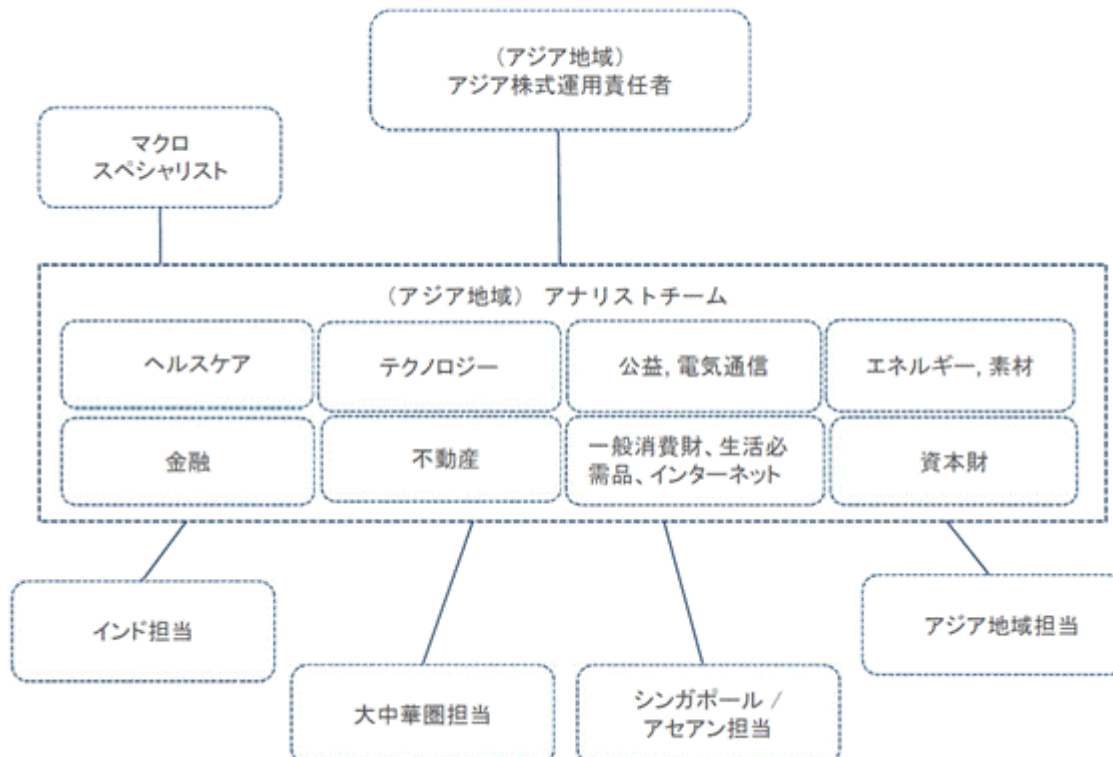 （アジア地域）
アジア株式運用責任者
マクロ
スペシャリスト
（アジア地域） アナリストチーム
ヘルスケア
テクノロジー
公益, 電気通信
エネルギー, 素材
金融
不動産
一般消費財、生活必
需品、インターネット
資本財
インド担当
アジア地域担当
大中華圏担当
シンガポール /
アセアン担当